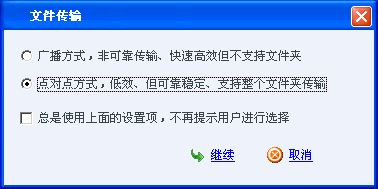 文件传输
广播方式，非可靠传输、快速高效但不支持文件夹
点对点方式，低效、但可靠稳定、支持整个文件夹传输
总是使用上面的设置项，不再提示用户进行选择
继续 取消